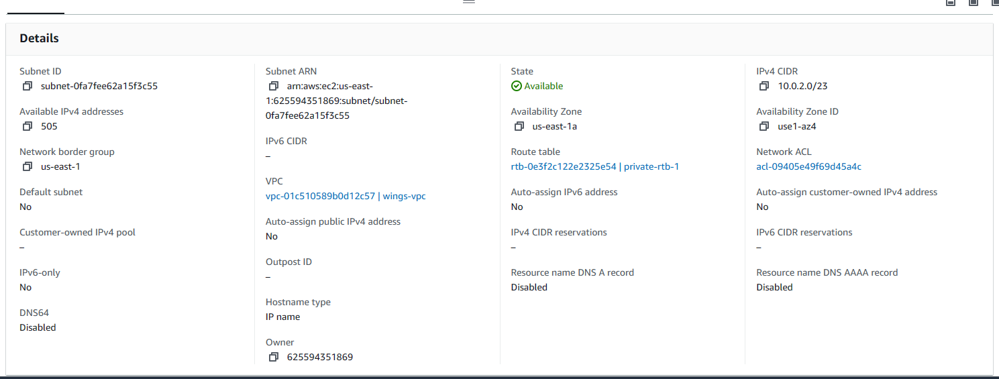 Details
Subnet ID
subnet-0fa7fee62a15f3c55
Available IPv4 addresses
505
Network border group
us-east-1
Default subnet
No
Customer-owned IPv4 pool
–
IPv6-only
No
DNS64
Disabled
Subnet ARN
arn:aws:ec2:us-east-
1:625594351869:subnet/subnet-
0fa7fee62a15f3c55
IPv6 CIDR
–
VPC
vpc-01c510589b0d12c57 | wings-vpc
Auto-assign public IPv4 address
No
Outpost ID
–
Hostname type
IP name
Owner
625594351869
State
Available
Availability Zone
us-east-1a
Route table
rtb-0e3f2c122e2325e54 | private-rtb-1
Auto-assign IPv6 address
No
IPv4 CIDR reservations
–
Resource name DNS A record
Disabled
IPv4 CIDR
10.0.2.0/23
Availability Zone ID
use1-az4
Network ACL
acl-09405e49f69d45a4c
Auto-assign customer-owned IPv4 address
No
IPv6 CIDR reservations
–
Resource name DNS AAAA record
Disabled